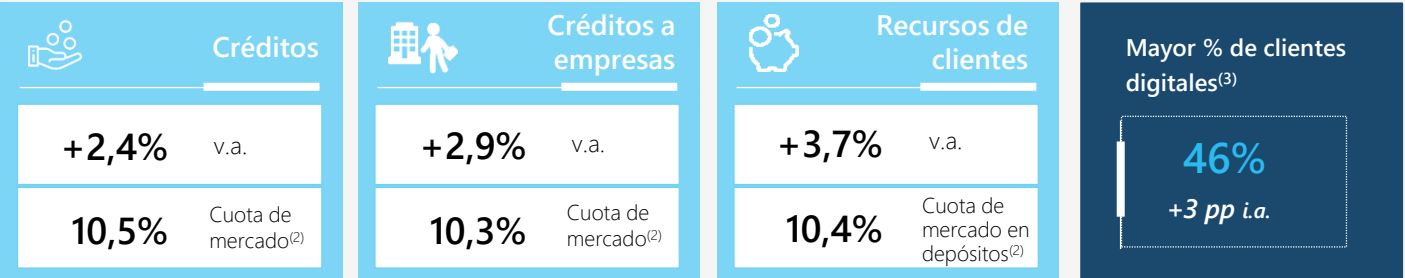 Créditos
+2,4% v.a.
10,5% Cuota de
mercado(2)
Créditos a
empresas
+2,9% v.a.
10,3% Cuota de
mercado(2)
Recursos de
clientes
+3,7% v.a.
10,4% Cuota de
mercado en
depósitos(2)
Mayor % de clientes
digitales(3)
46%
+3 pp i.a.